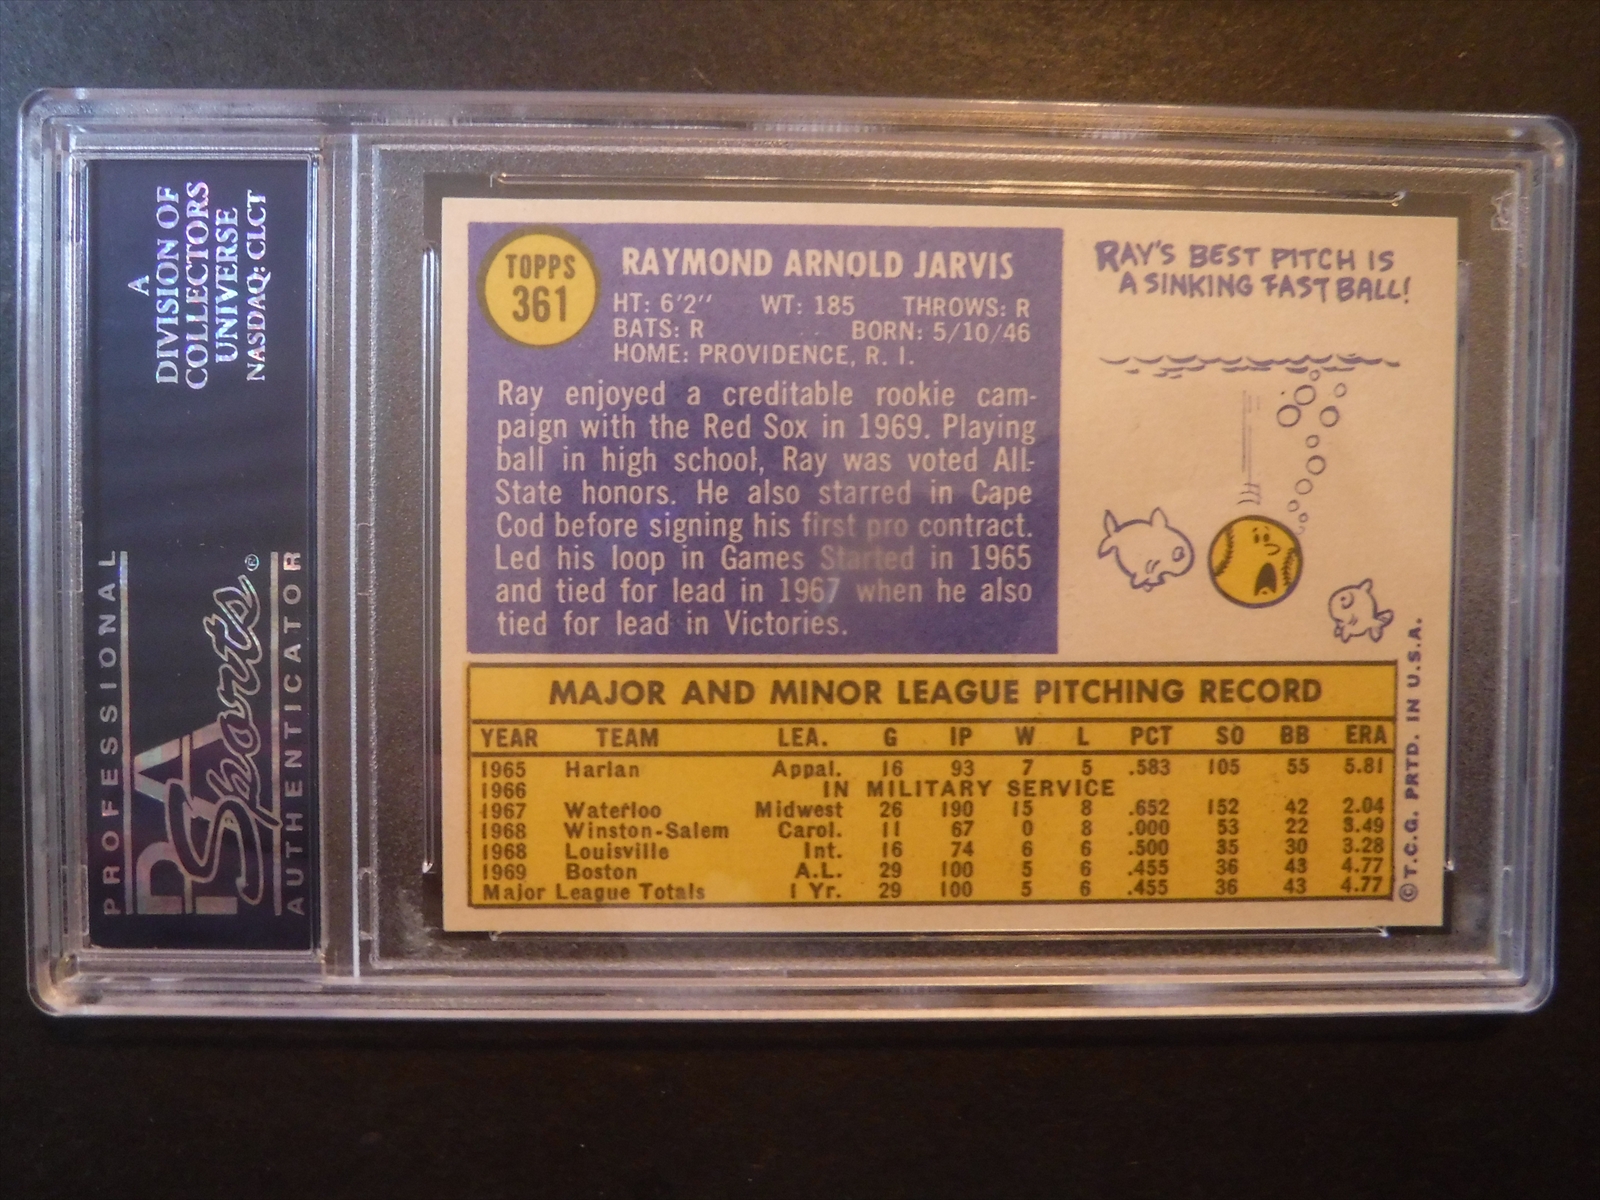 A
DIVISION OF
COLLECTORS
UNIVERSE
NASDAQ: CLCT
PROFESSIONAL
PSA
Sports®
AUTHENTICATOR
TOPPS
361
RAYMOND ARNOLD JARVIS
HT: 6'2" WT: 185 THROWS: R
BATS: R BORN: 5/10/46
HOME: PROVIDENCE, R. I.
Ray enjoyed a creditable rookie cam-
paign with the Red Sox in 1969. Playing
ball in high school, Ray was voted All-
State honors. He also starred in Cape
Cod before signing his first pro contract.
Led his loop in Games Started in 1965
and tied for lead in 1967 when he also
tied for lead in Victories.
RAY'S BEST PITCH IS
A SINKING FAST BALL!
MAJOR AND MINOR LEAGUE PITCHING RECORD
YEAR TEAM LEA. G IP W L PCT SO BB ERA
1965 Harlan Appal. 16 93 7 5 .583 105 55 5.81
1966 IN MILITARY SERVICE
1967 Waterloo Midwest 26 190 15 8 .652 152 42 2.04
1968 Winston-Salem Carol. 11 67 0 8 .000 53 22 3.49
1968 Louisville Int. 16 74 6 6 .500 35 30 3.28
1969 Boston A.L. 29 100 5 6 .455 36 43 4.77
Major League Totals 1 Yr. 29 100 5 6 .455 36 43 4.77
©T.C.G. PRTD. IN U.S.A.